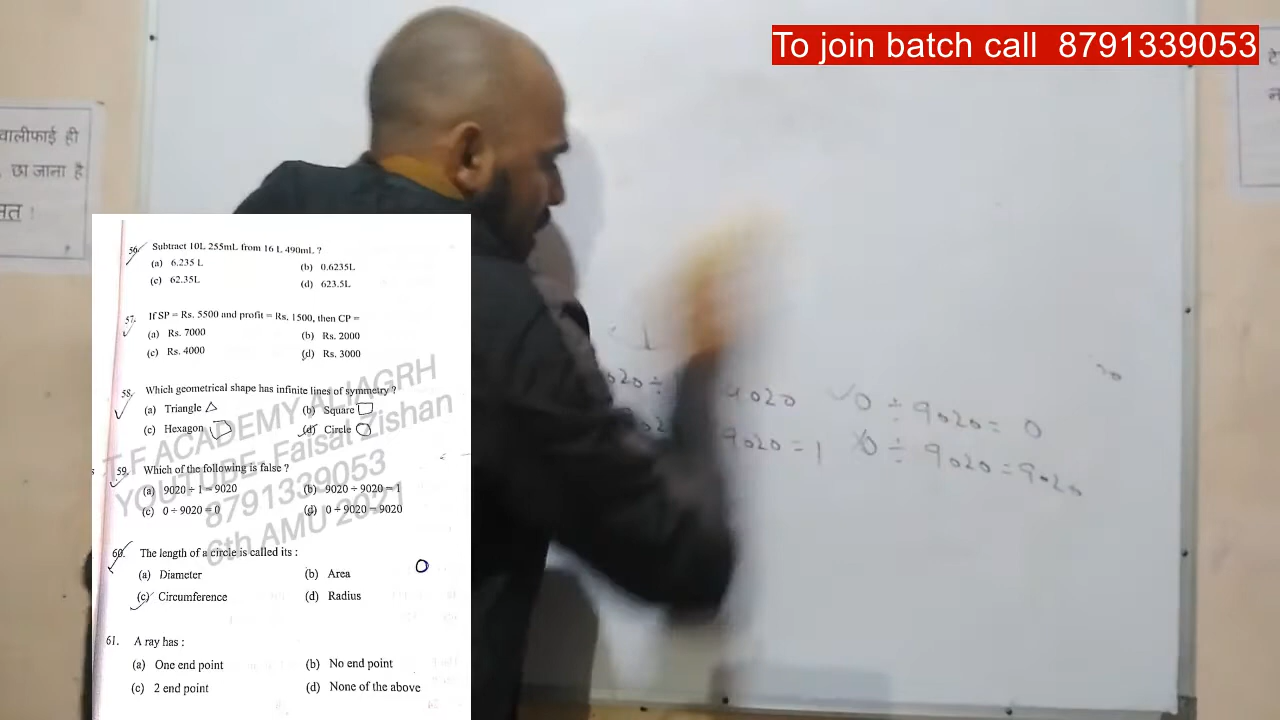 To join batch call 8791339053
वालीफाई ही
छा जाना है
56. Subtract 10L 255mL from 16 L 490mL ?
(a) 6.235 L (b) 0.6235L
(c) 62.35L (d) 623.5L
57. If SP = Rs. 5500 and profit = Rs. 1500, then CP =
(a) Rs. 7000 (b) Rs. 2000
(c) Rs. 4000 (d) Rs. 3000
58. Which geometrical shape has infinite lines of symmetry ?
(a) Triangle (b) Square
(c) Hexagon (d) Circle
59. Which of the following is false ?
(a) 9020 ÷ 1 = 9020 (b) 9020 ÷ 9020 = 1
(c) 0 ÷ 9020 = 0 (d) 0 ÷ 9020 = 9020
60. The length of a circle is called its :
(a) Diameter (b) Area
(c) Circumference (d) Radius
61. A ray has :
(a) One end point (b) No end point
(c) 2 end point (d) None of the above
T.F ACADEMY ALIAGRH
YOUTUBE- Faisat Zishan
8791339053
6th AMU 2021
9020 0 ÷ 9020 = 0
9020 = 1 0 ÷ 9020 = 9020